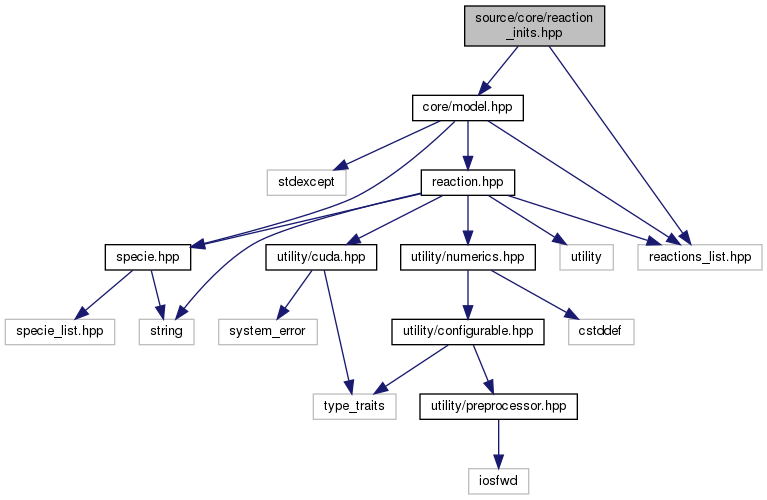 source/core/reaction
_inits.hpp
core/model.hpp
stdexcept
reaction.hpp
specie.hpp
utility/cuda.hpp
utility/numerics.hpp
utility
reactions_list.hpp
specie_list.hpp
string
system_error
utility/configurable.hpp
cstddef
type_traits
utility/preprocessor.hpp
iosfwd